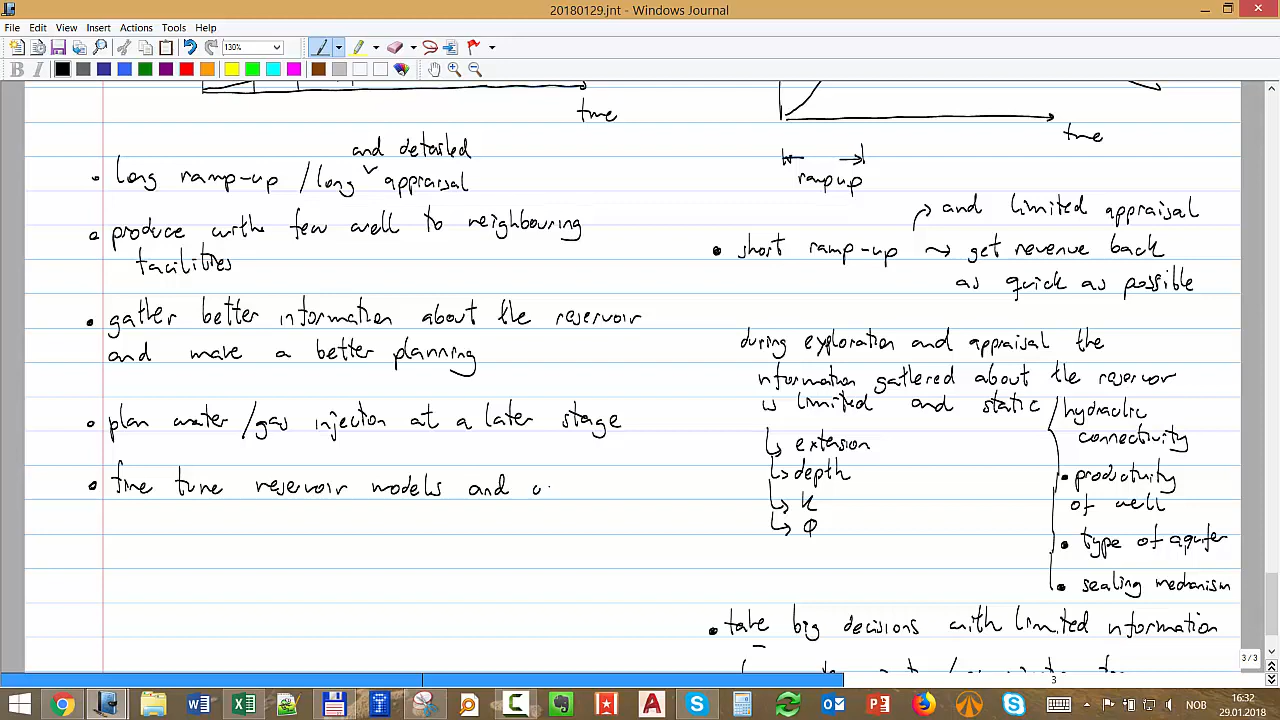 20180129.jnt - Windows Journal
File Edit View Insert Actions Tools Help
130%
B I
time
time
ramp up
and detailed
• long ramp-up / long appraisal
• produce with few well to neighbouring
facilities
• gather better information about the reservoir
and make a better planning
• plan water / gas injection at a later stage
• fine tune reservoir models and
and limited appraisal
• short ramp-up get revenue back
as quick as possible
during exploration and appraisal the
information gathered about the reservoir
is limited and static
extension
depth
K
Φ
hydraulic
connectivity
• productivity
of well
• type of aquifer
• sealing mechanism
• take big decisions with limited information
3 / 3
3
NOB
16:32
29.01.2018